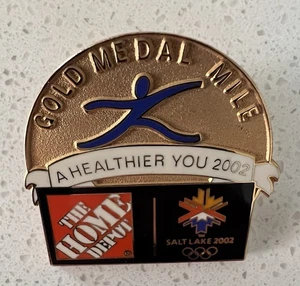 GOLD MEDAL MILE
A HEALTHIER YOU 2002
THE
HOME
DEPOT
SALT LAKE 2002